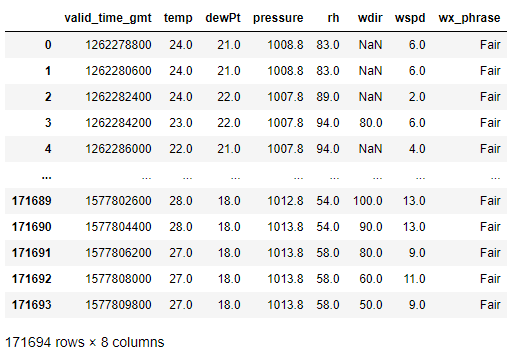 valid_time_gmt temp dewPt pressure rh wdir wspd wx_phrase
0 1262278800 24.0 21.0 1008.8 83.0 NaN 6.0 Fair
1 1262280600 24.0 21.0 1008.8 83.0 NaN 6.0 Fair
2 1262282400 24.0 22.0 1007.8 89.0 NaN 2.0 Fair
3 1262284200 23.0 22.0 1007.8 94.0 80.0 6.0 Fair
4 1262286000 22.0 21.0 1007.8 94.0 NaN 4.0 Fair
... ... ... ... ... ... ... ... ...
171689 1577802600 28.0 18.0 1012.8 54.0 100.0 13.0 Fair
171690 1577804400 28.0 18.0 1013.8 54.0 90.0 13.0 Fair
171691 1577806200 27.0 18.0 1013.8 58.0 80.0 9.0 Fair
171692 1577808000 27.0 18.0 1013.8 58.0 60.0 11.0 Fair
171693 1577809800 27.0 18.0 1013.8 58.0 50.0 9.0 Fair
171694 rows × 8 columns